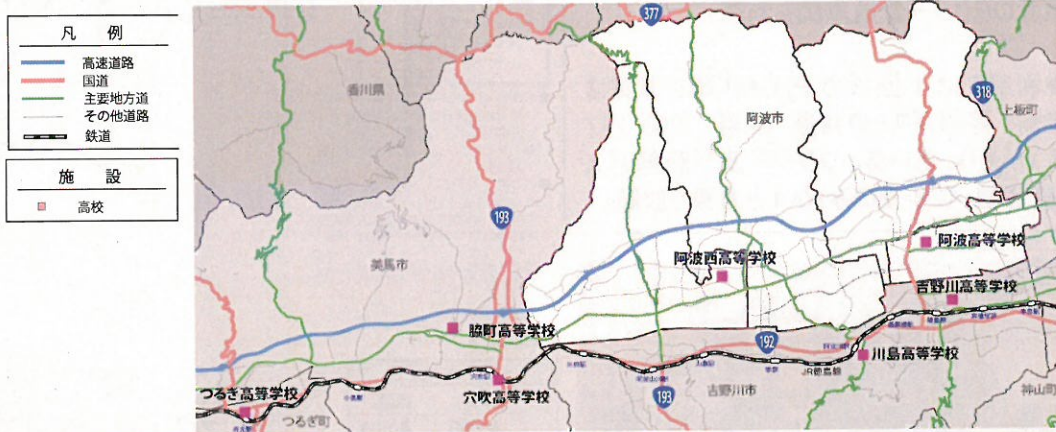 凡 例
高速道路
国道
主要地方道
その他道路
鉄道
施 設
高校
377
香川県
阿波市
318
上板町
193
美馬市
阿波西高等学校
阿波高等学校
吉野川高等学校
脇町高等学校
192
川島高等学校
JR徳島線
つるぎ高等学校
穴吹高等学校
193
吉野川市
神山町
つるぎ町